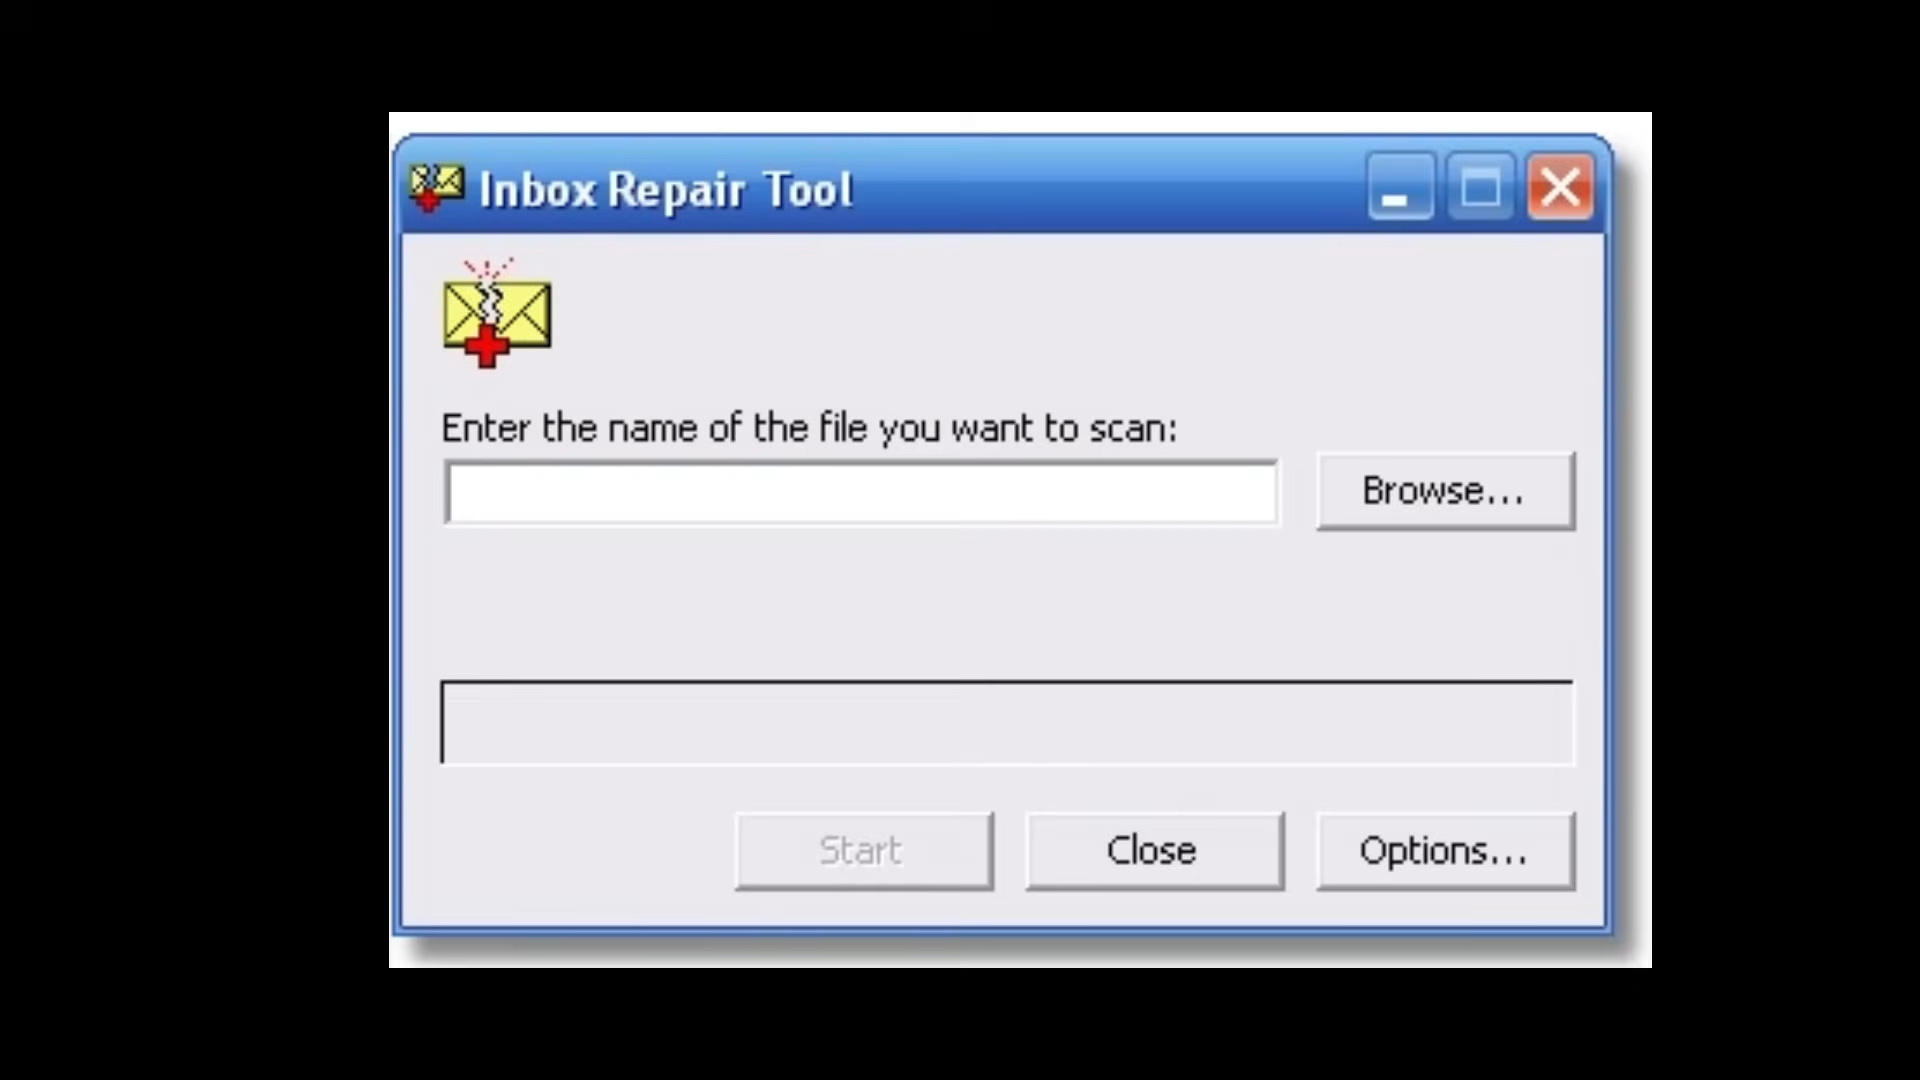 Inbox Repair Tool
Enter the name of the file you want to scan:
Browse...
Start
Close
Options...